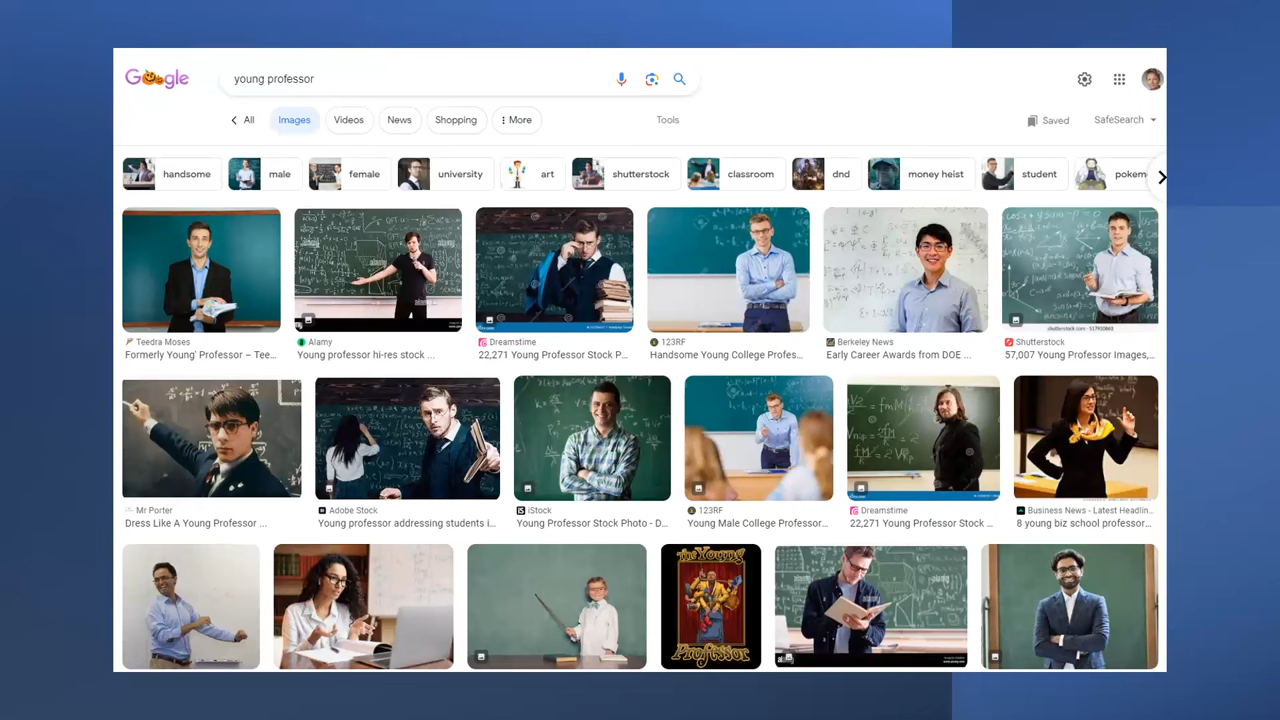 Google
young professor
All
Images
Videos
News
Shopping
More
Tools
Saved
SafeSearch
handsome
male
female
university
art
shutterstock
classroom
dnd
money heist
student
pokem
Teedra Moses
Formerly Young' Professor – Tee...
Alamy
Young professor hi-res stock ...
Dreamstime
22,271 Young Professor Stock P...
123RF
Handsome Young College Profes...
Berkeley News
Early Career Awards from DOE ...
shutterstock.com · 517910863
Shutterstock
57,007 Young Professor Images,...
Mr Porter
Dress Like A Young Professor ...
Adobe Stock
Young professor addressing students i...
iStock
Young Professor Stock Photo - D...
123RF
Young Male College Professor...
Dreamstime
22,271 Young Professor Stock ...
Business News - Latest Headlin...
8 young biz school professor...
the Young
Professor
alamy